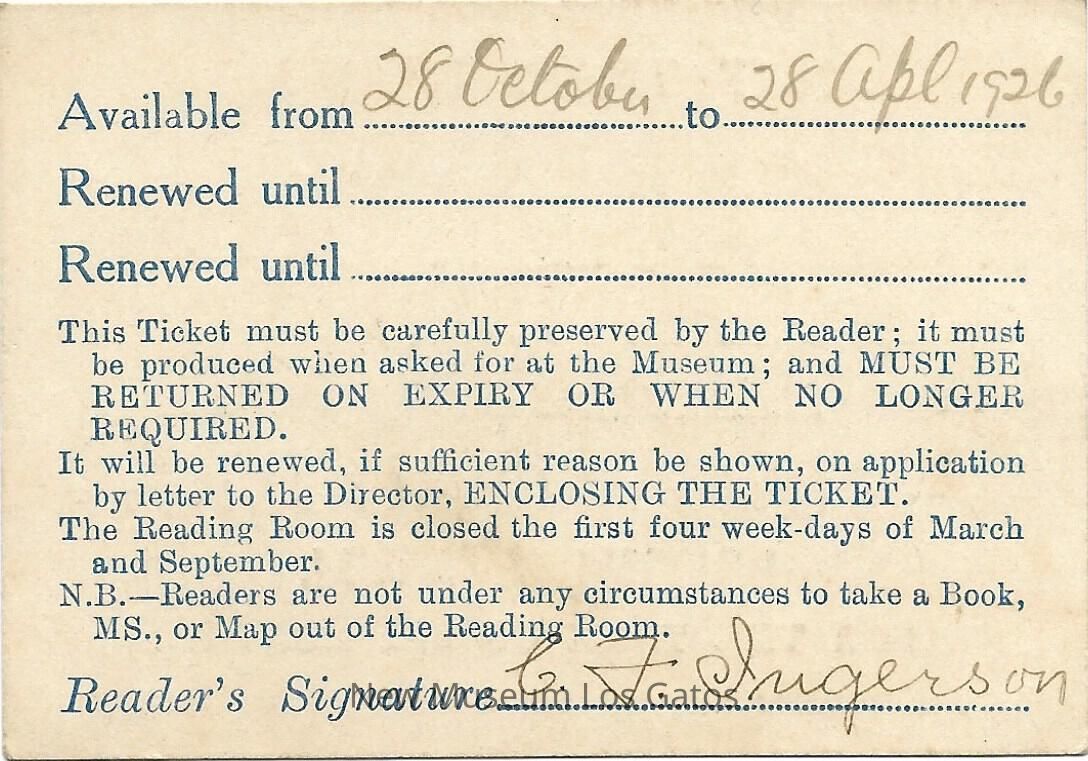 Available from 28 October to 28 Apl 1926
Renewed until
Renewed until
This Ticket must be carefully preserved by the Reader; it must
be produced when asked for at the Museum; and MUST BE
RETURNED ON EXPIRY OR WHEN NO LONGER
REQUIRED.
It will be renewed, if sufficient reason be shown, on application
by letter to the Director, ENCLOSING THE TICKET.
The Reading Room is closed the first four week-days of March
and September.
N.B.—Readers are not under any circumstances to take a Book,
MS., or Map out of the Reading Room.
Reader's Signature C. F. Ingerson
New Museum Los Gatos